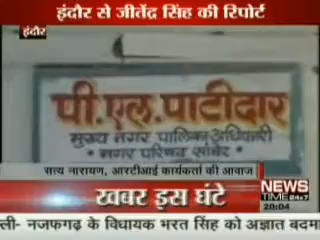 इंदौर से जीतेंद्र सिंह की रिपोर्ट
इंदौर
पी.एल.पाटीदार
मुख्य नगर पालिका अधिकारी
नगर परिषद सांवेर
सत्य नारायण, आरटीआई कार्यकर्ता की आवाज
खबर इस घंटे
NEWS
TIME 24x7
20:04
ली- नजफगढ़ के विधायक भरत सिंह को अज्ञात बदमा